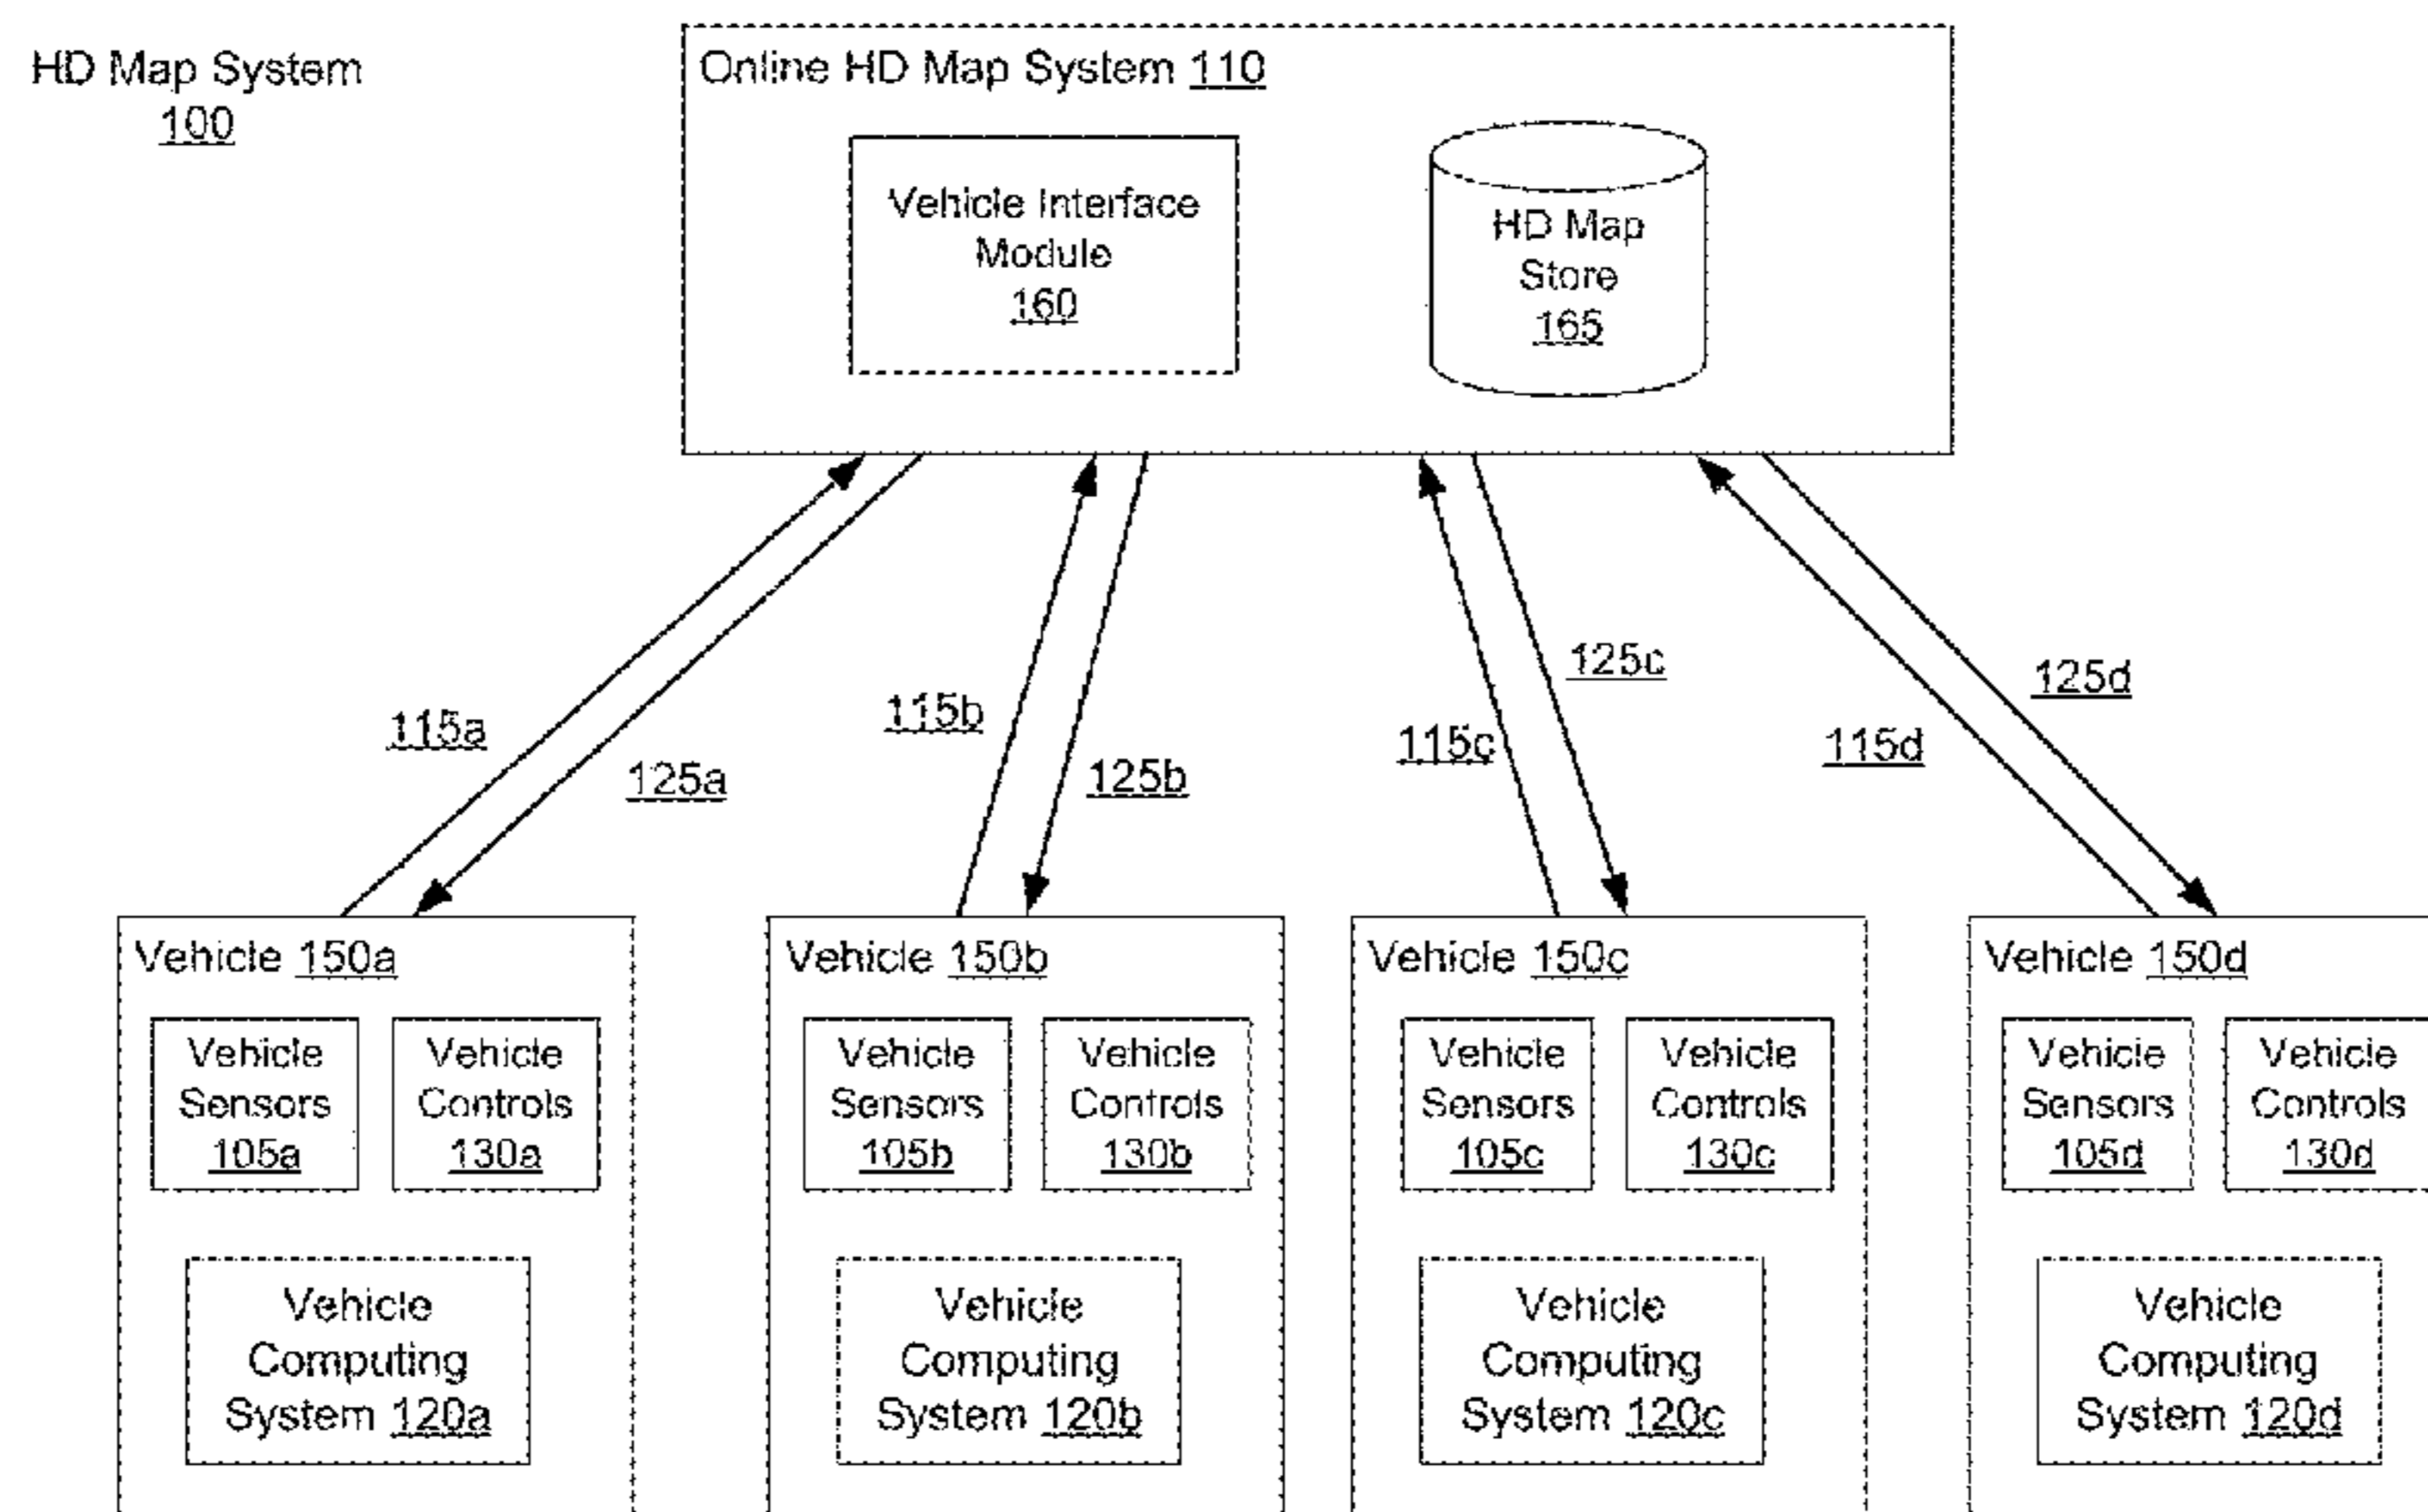 HD Map System
100
Online HD Map System 110
Vehicle Interface
Module
160
HD Map
Store
165
115a
125a
115b
125b
115c
125c
115d
125d
Vehicle 150a
Vehicle
Sensors
105a
Vehicle
Controls
130a
Vehicle
Computing
System 120a
Vehicle 150b
Vehicle
Sensors
105b
Vehicle
Controls
130b
Vehicle
Computing
System 120b
Vehicle 150c
Vehicle
Sensors
105c
Vehicle
Controls
130c
Vehicle
Computing
System 120c
Vehicle 150d
Vehicle
Sensors
105d
Vehicle
Controls
130d
Vehicle
Computing
System 120d